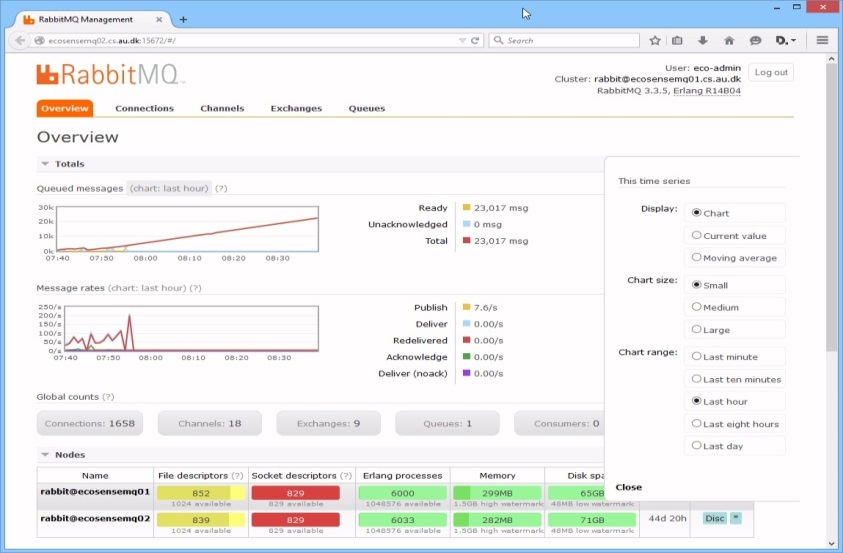 RabbitMQ Management
ecosensemq02.cs.au.dk:15672/#/
Search
RabbitMQ
User: eco-admin
Cluster: rabbit@ecosensemq01.cs.au.dk
RabbitMQ 3.3.5, Erlang R14B04
Log out
Overview Connections Channels Exchanges Queues
Overview
Totals
Queued messages (chart: last hour) (?)
30k
20k
10k
0k
07:40 07:50 08:00 08:10 08:20 08:30
Ready 23,017 msg
Unacknowledged 0 msg
Total 23,017 msg
Message rates (chart: last hour) (?)
250/s
200/s
150/s
100/s
50/s
0/s
07:40 07:50 08:00 08:10 08:20 08:30
Publish 7.6/s
Deliver 0.00/s
Redelivered 0.00/s
Acknowledge 0.00/s
Deliver (noack) 0.00/s
Global counts (?)
Connections: 1658 Channels: 18 Exchanges: 9 Queues: 1 Consumers: 0
Nodes
Name File descriptors (?) Socket descriptors (?) Erlang processes Memory Disk spa
rabbit@ecosensemq01 852 829 6000 299MB 65GB
1024 available 829 available 1048576 available 1.5GB high watermark 48MB low watermark
rabbit@ecosensemq02 839 829 6033 282MB 71GB 44d 20h Disc
1024 available 829 available 1048576 available 1.5GB high watermark 48MB low watermark
This time series
Display:
Chart
Current value
Moving average
Chart size:
Small
Medium
Large
Chart range:
Last minute
Last ten minutes
Last hour
Last eight hours
Last day
Close